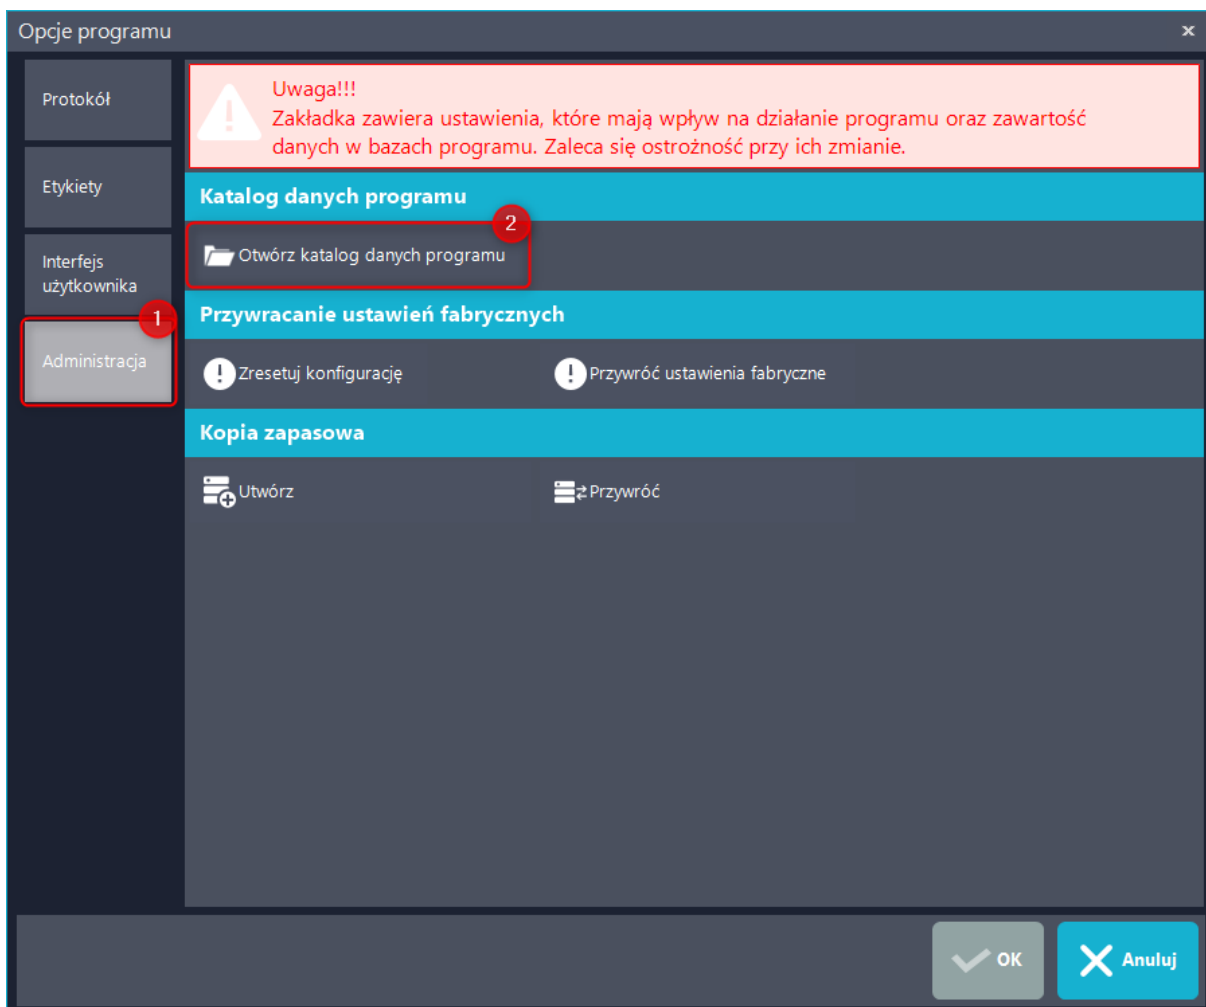 Opcje programu
Protokół
Etykiety
Interfejs
użytkownika
1
Administracja
Uwaga!!!
Zakładka zawiera ustawienia, które mają wpływ na działanie programu oraz zawartość
danych w bazach programu. Zaleca się ostrożność przy ich zmianie.
Katalog danych programu
2
Otwórz katalog danych programu
Przywracanie ustawień fabrycznych
Zresetuj konfigurację
Przywróć ustawienia fabryczne
Kopia zapasowa
Utwórz
Przywróć
OK
Anuluj